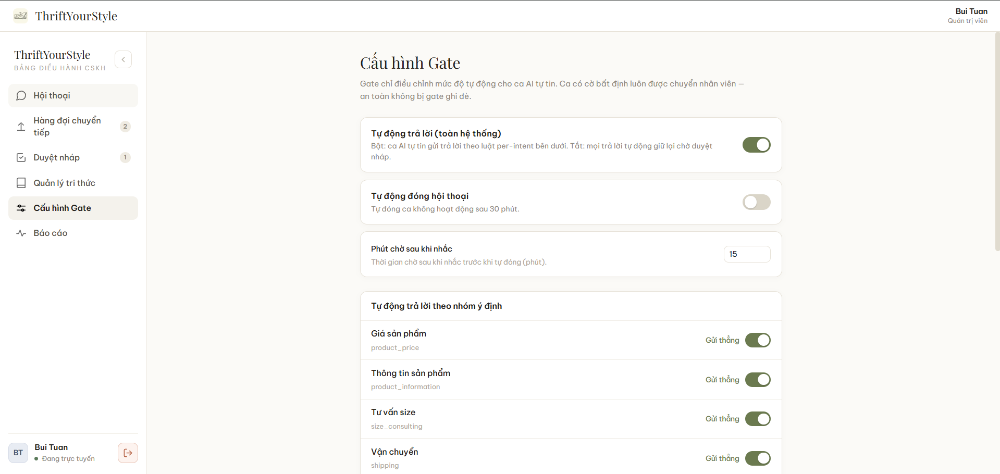 ThriftYourStyle
Bui Tuan
Quản trị viên
ThriftYourStyle
BẢNG ĐIỀU HÀNH CSKH
Hội thoại
Hàng đợi chuyển
tiếp
2
Duyệt nháp
1
Quản lý tri thức
Cấu hình Gate
Báo cáo
BT
Bui Tuan
Đang trực tuyến
Cấu hình Gate
Gate chỉ điều chỉnh mức độ tự động cho ca AI tự tin. Ca có cờ bất định luôn được chuyển nhân viên —
an toàn không bị gate ghi đè.
Tự động trả lời (toàn hệ thống)
Bật: ca AI tự tin gửi trả lời theo luật per-intent bên dưới. Tắt: mọi trả lời tự động giữ lại chờ duyệt
nháp.
Tự động đóng hội thoại
Tự đóng ca không hoạt động sau 30 phút.
Phút chờ sau khi nhắc
Thời gian chờ sau khi nhắc trước khi tự đóng (phút).
15
Tự động trả lời theo nhóm ý định
Giá sản phẩm
product_price
Gửi thẳng
Thông tin sản phẩm
product_information
Gửi thẳng
Tư vấn size
size_consulting
Gửi thẳng
Vận chuyển
shipping
Gửi thẳng